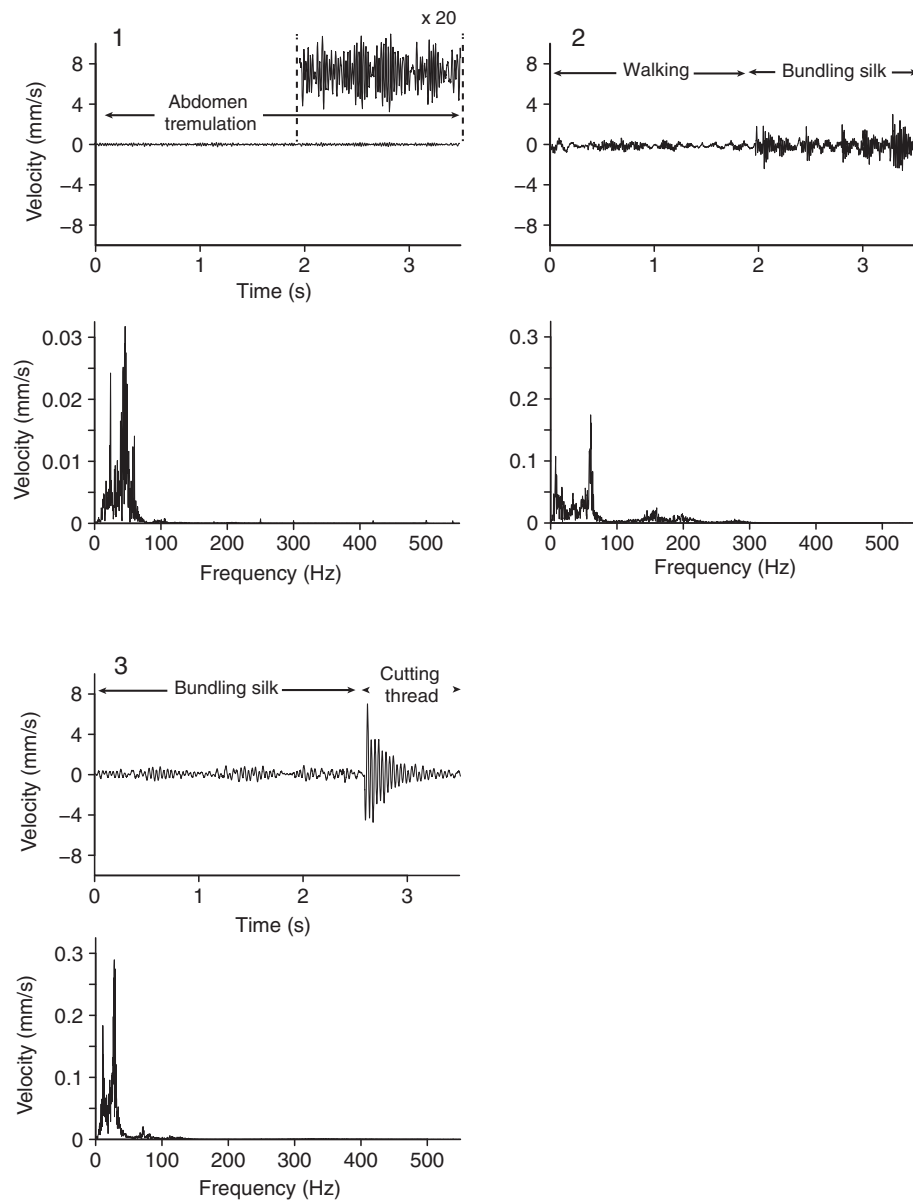 1
x 20
8
4
0
−4
−8
Velocity (mm/s)
Abdomen
tremulation
0 1 2 3
Time (s)
0.03
0.02
0.01
0
Velocity (mm/s)
0 100 200 300 400 500
Frequency (Hz)
2
Walking Bundling silk
8
4
0
−4
−8
0 1 2 3
0.3
0.2
0.1
0
0 100 200 300 400 500
Frequency (Hz)
3
Bundling silk
Cutting
thread
8
4
0
−4
−8
Velocity (mm/s)
0 1 2 3
Time (s)
0.3
0.2
0.1
0
Velocity (mm/s)
0 100 200 300 400 500
Frequency (Hz)